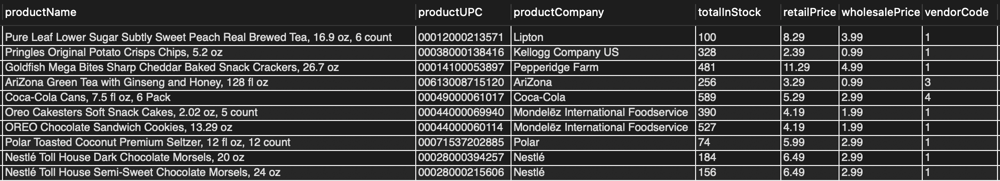 productName productUPC productCompany totalInStock retailPrice wholesalePrice vendorCode
Pure Leaf Lower Sugar Subtly Sweet Peach Real Brewed Tea, 16.9 oz, 6 count 00012000213571 Lipton 100 8.29 3.99 1
Pringles Original Potato Crisps Chips, 5.2 oz 00038000138416 Kellogg Company US 328 2.39 0.99 1
Goldfish Mega Bites Sharp Cheddar Baked Snack Crackers, 26.7 oz 00014100053897 Pepperidge Farm 481 11.29 4.99 1
AriZona Green Tea with Ginseng and Honey, 128 fl oz 00613008715120 AriZona 256 3.29 0.99 3
Coca-Cola Cans, 7.5 fl oz, 6 Pack 00049000061017 Coca-Cola 589 5.29 2.99 4
Oreo Cakesters Soft Snack Cakes, 2.02 oz, 5 count 00044000069940 Mondelēz International Foodservice 390 4.19 1.99 1
OREO Chocolate Sandwich Cookies, 13.29 oz 00044000060114 Mondelēz International Foodservice 527 4.19 1.99 1
Polar Toasted Coconut Premium Seltzer, 12 fl oz, 12 count 00071537202885 Polar 74 5.99 2.99 1
Nestlé Toll House Dark Chocolate Morsels, 20 oz 00028000394257 Nestlé 184 6.49 2.99 1
Nestlé Toll House Semi-Sweet Chocolate Morsels, 24 oz 00028000215606 Nestlé 156 6.49 2.99 1